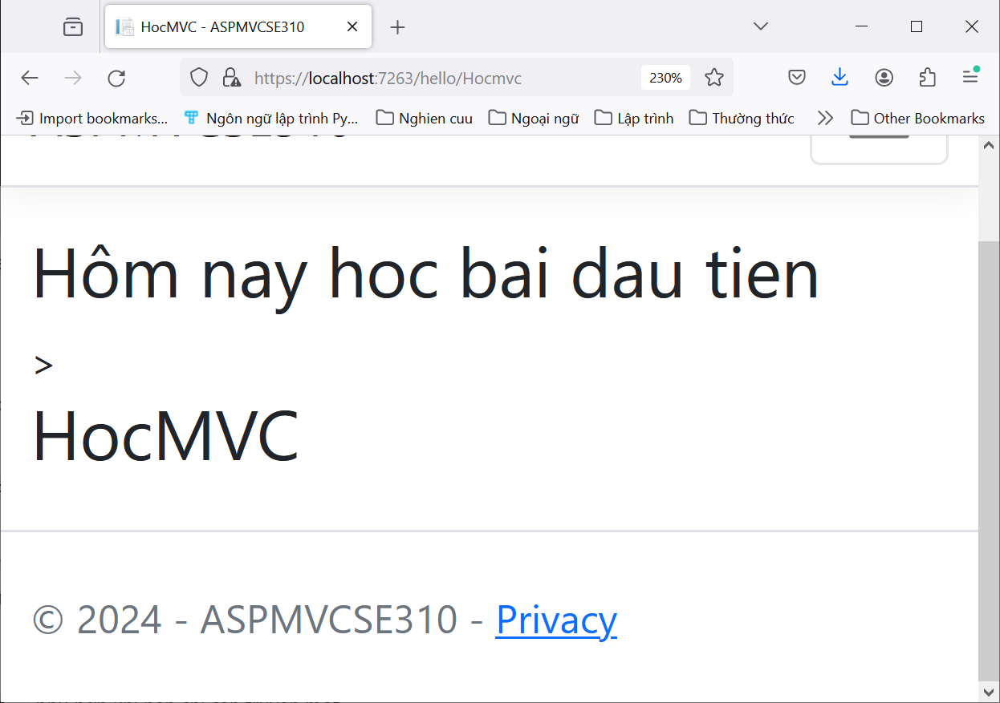 HocMVC - ASPMVCSE310
https://localhost:7263/hello/Hocmvc 230%
Import bookmarks... Ngôn ngữ lập trình Py... Nghien cuu Ngoại ngữ Lập trình Thường thức Other Bookmarks
ASPMVCSE310
Hôm nay hoc bai dau tien
>
HocMVC
© 2024 - ASPMVCSE310 - Privacy